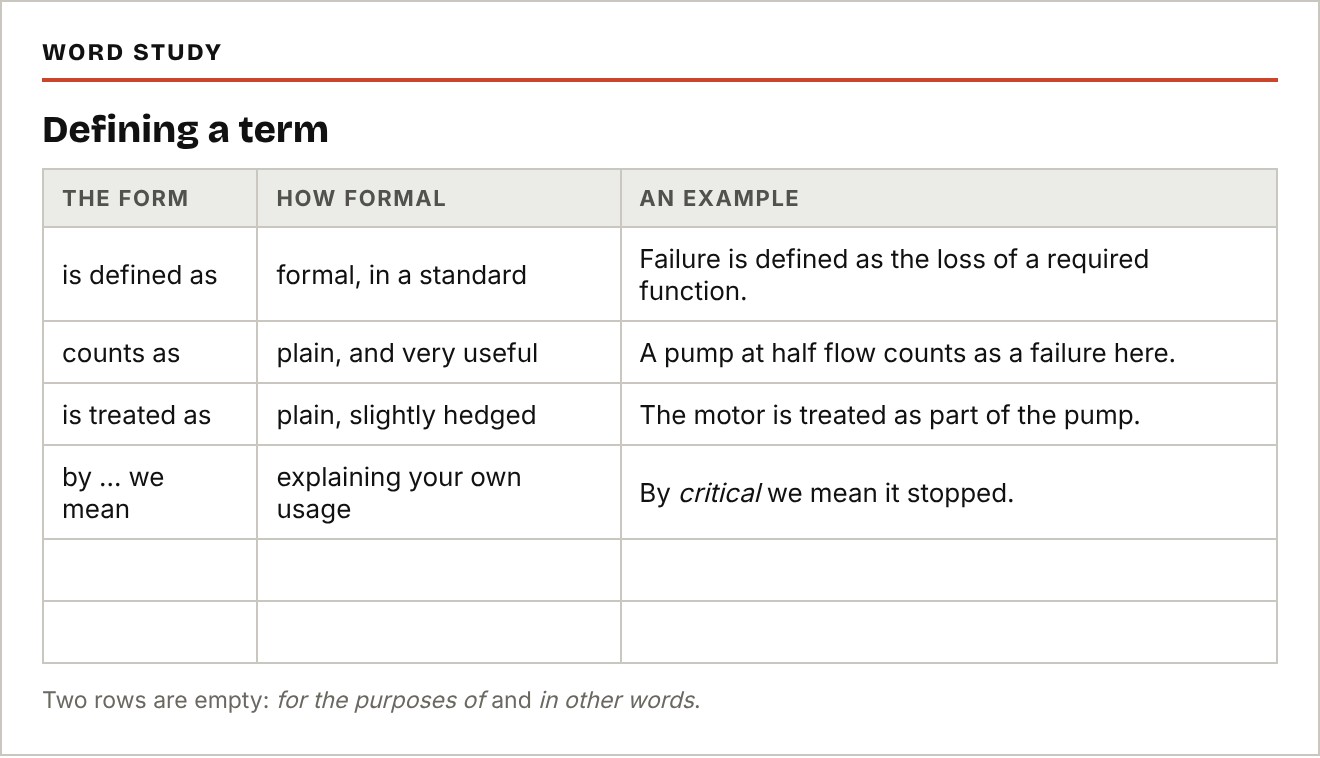 WORD STUDY
Defining a term
THE FORM
HOW FORMAL
AN EXAMPLE
is defined as
formal, in a standard
Failure is defined as the loss of a required
function.
counts as
plain, and very useful
A pump at half flow counts as a failure here.
is treated as
plain, slightly hedged
The motor is treated as part of the pump.
by ... we
mean
explaining your own
usage
By critical we mean it stopped.
Two rows are empty: for the purposes of and in other words.